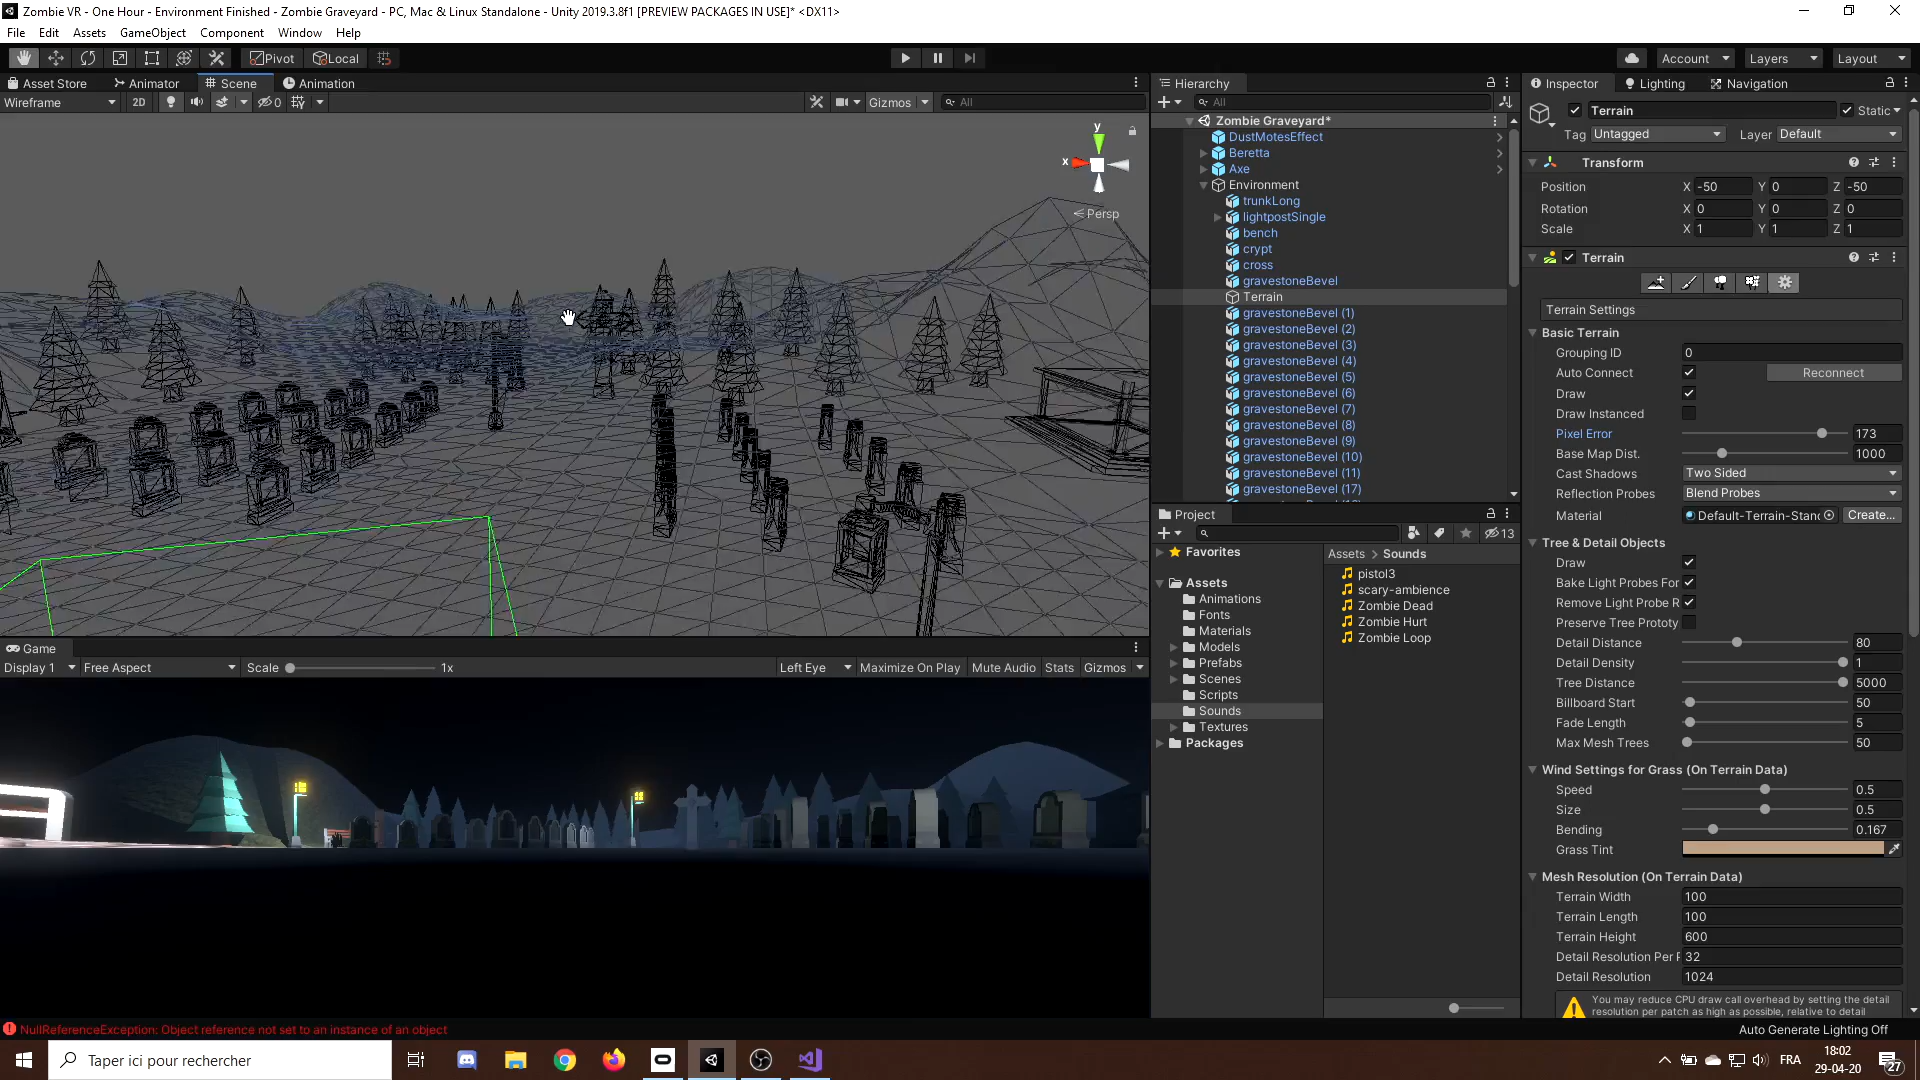 Zombie VR - One Hour - Environment Finished - Zombie Graveyard - PC, Mac & Linux Standalone - Unity 2019.3.8f1 [PREVIEW PACKAGES IN USE]* <DX11>
File Edit Assets GameObject Component Window Help
Pivot Local Account Layers Layout
Asset Store Animator Scene Animation
Wireframe 2D 0 Gizmos All
y
x
Persp
Game
Display 1 Free Aspect Scale 1x Left Eye Maximize On Play Mute Audio Stats Gizmos
Hierarchy
All
Zombie Graveyard*
DustMotesEffect
Beretta
Axe
Environment
trunkLong
lightpostSingle
bench
crypt
cross
gravestoneBevel
Terrain
gravestoneBevel (1)
gravestoneBevel (2)
gravestoneBevel (3)
gravestoneBevel (4)
gravestoneBevel (5)
gravestoneBevel (6)
gravestoneBevel (7)
gravestoneBevel (8)
gravestoneBevel (9)
gravestoneBevel (10)
gravestoneBevel (11)
gravestoneBevel (17)
Project
13
Favorites
Assets
Animations
Fonts
Materials
Models
Prefabs
Scenes
Scripts
Sounds
Textures
Packages
Assets > Sounds
pistol3
scary-ambience
Zombie Dead
Zombie Hurt
Zombie Loop
Inspector Lighting Navigation
Terrain Static
Tag Untagged Layer Default
Transform
Position X -50 Y 0 Z -50
Rotation X 0 Y 0 Z 0
Scale X 1 Y 1 Z 1
Terrain
Terrain Settings
Basic Terrain
Grouping ID 0
Auto Connect Reconnect
Draw
Draw Instanced
Pixel Error 173
Base Map Dist. 1000
Cast Shadows Two Sided
Reflection Probes Blend Probes
Material Default-Terrain-Stanc Create...
Tree & Detail Objects
Draw
Bake Light Probes For
Remove Light Probe R
Preserve Tree Prototy
Detail Distance 80
Detail Density 1
Tree Distance 5000
Billboard Start 50
Fade Length 5
Max Mesh Trees 50
Wind Settings for Grass (On Terrain Data)
Speed 0.5
Size 0.5
Bending 0.167
Grass Tint
Mesh Resolution (On Terrain Data)
Terrain Width 100
Terrain Length 100
Terrain Height 600
Detail Resolution Per P 32
Detail Resolution 1024
You may reduce CPU draw call overhead by setting the detail
resolution per patch as high as possible, relative to detail
NullReferenceException: Object reference not set to an instance of an object
Auto Generate Lighting Off
Taper ici pour rechercher
FRA 18:02
29-04-20
27